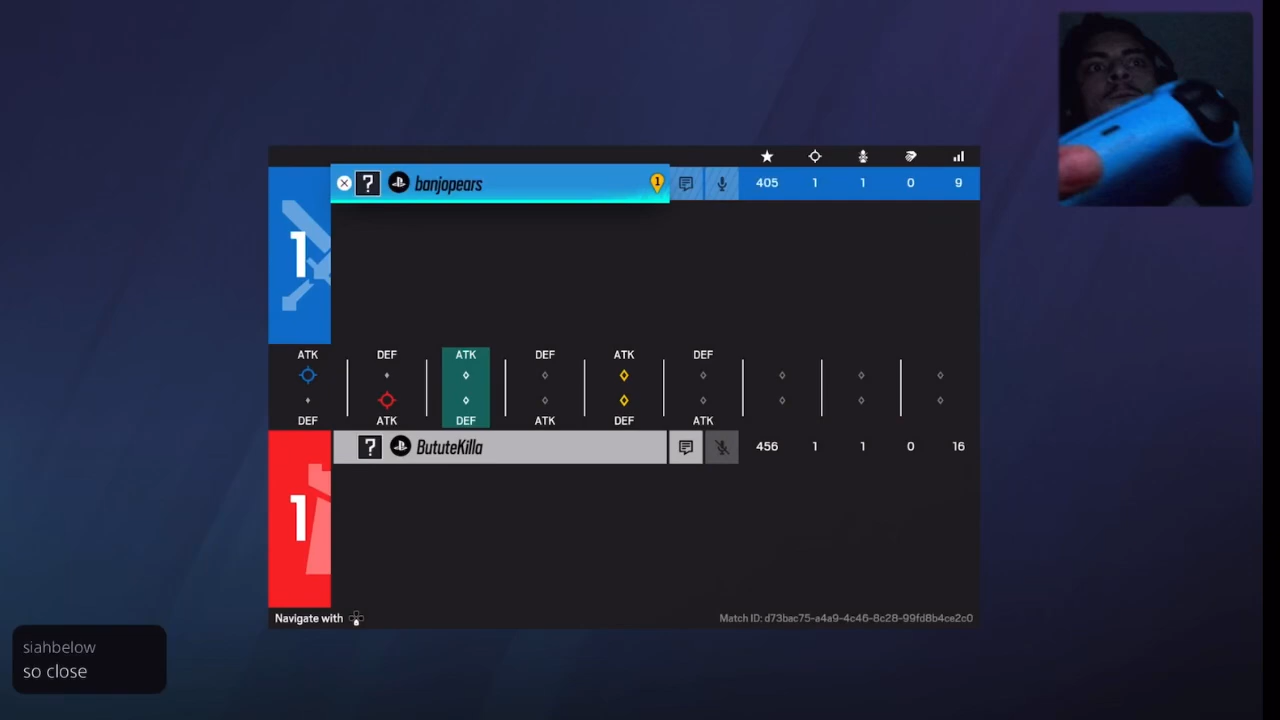 ? banjopears 1 405 1 1 0 9
1
ATK DEF ATK DEF ATK DEF
DEF ATK DEF ATK DEF ATK
? BututeKilla 456 1 1 0 16
1
Navigate with
Match ID: d73bac75-a4a9-4c46-8c28-99fd8b4ce2c0
siahbelow
so close